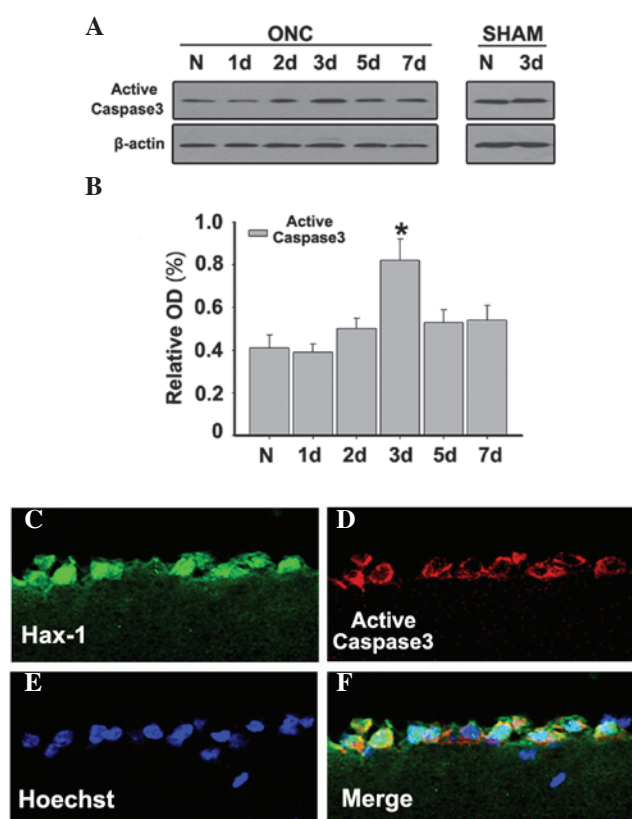 A
ONC
SHAM
N 1d 2d 3d 5d 7d
N 3d
Active
Caspase3
β-actin
B
Active
Caspase3
*
Relative OD (%)
1.0
0.8
0.6
0.4
0.2
0
N 1d 2d 3d 5d 7d
C
Hax-1
D
Active
Caspase3
E
Hoechst
F
Merge